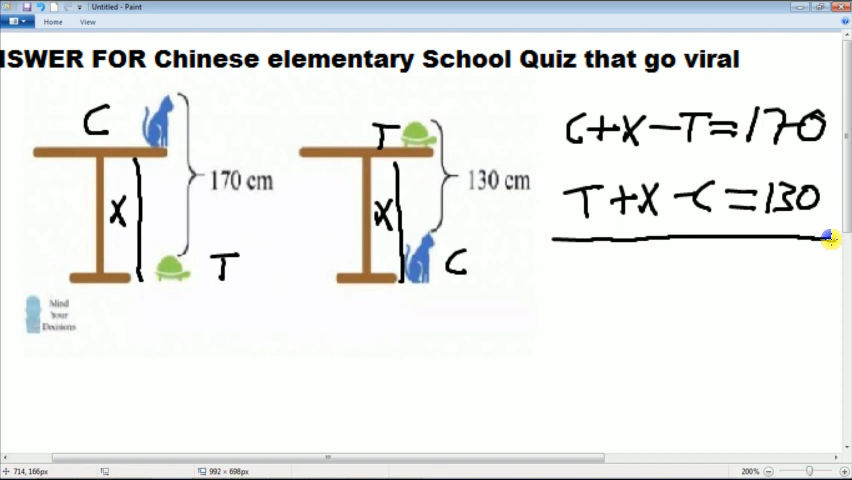 Untitled - Paint
Home View
ISWER FOR Chinese elementary School Quiz that go viral
C
T
170 cm
130 cm
X
X
T
C
C+X-T=170
T+X-C=130
Mind
Your
Decisions
714, 166px
992 × 698px
200%